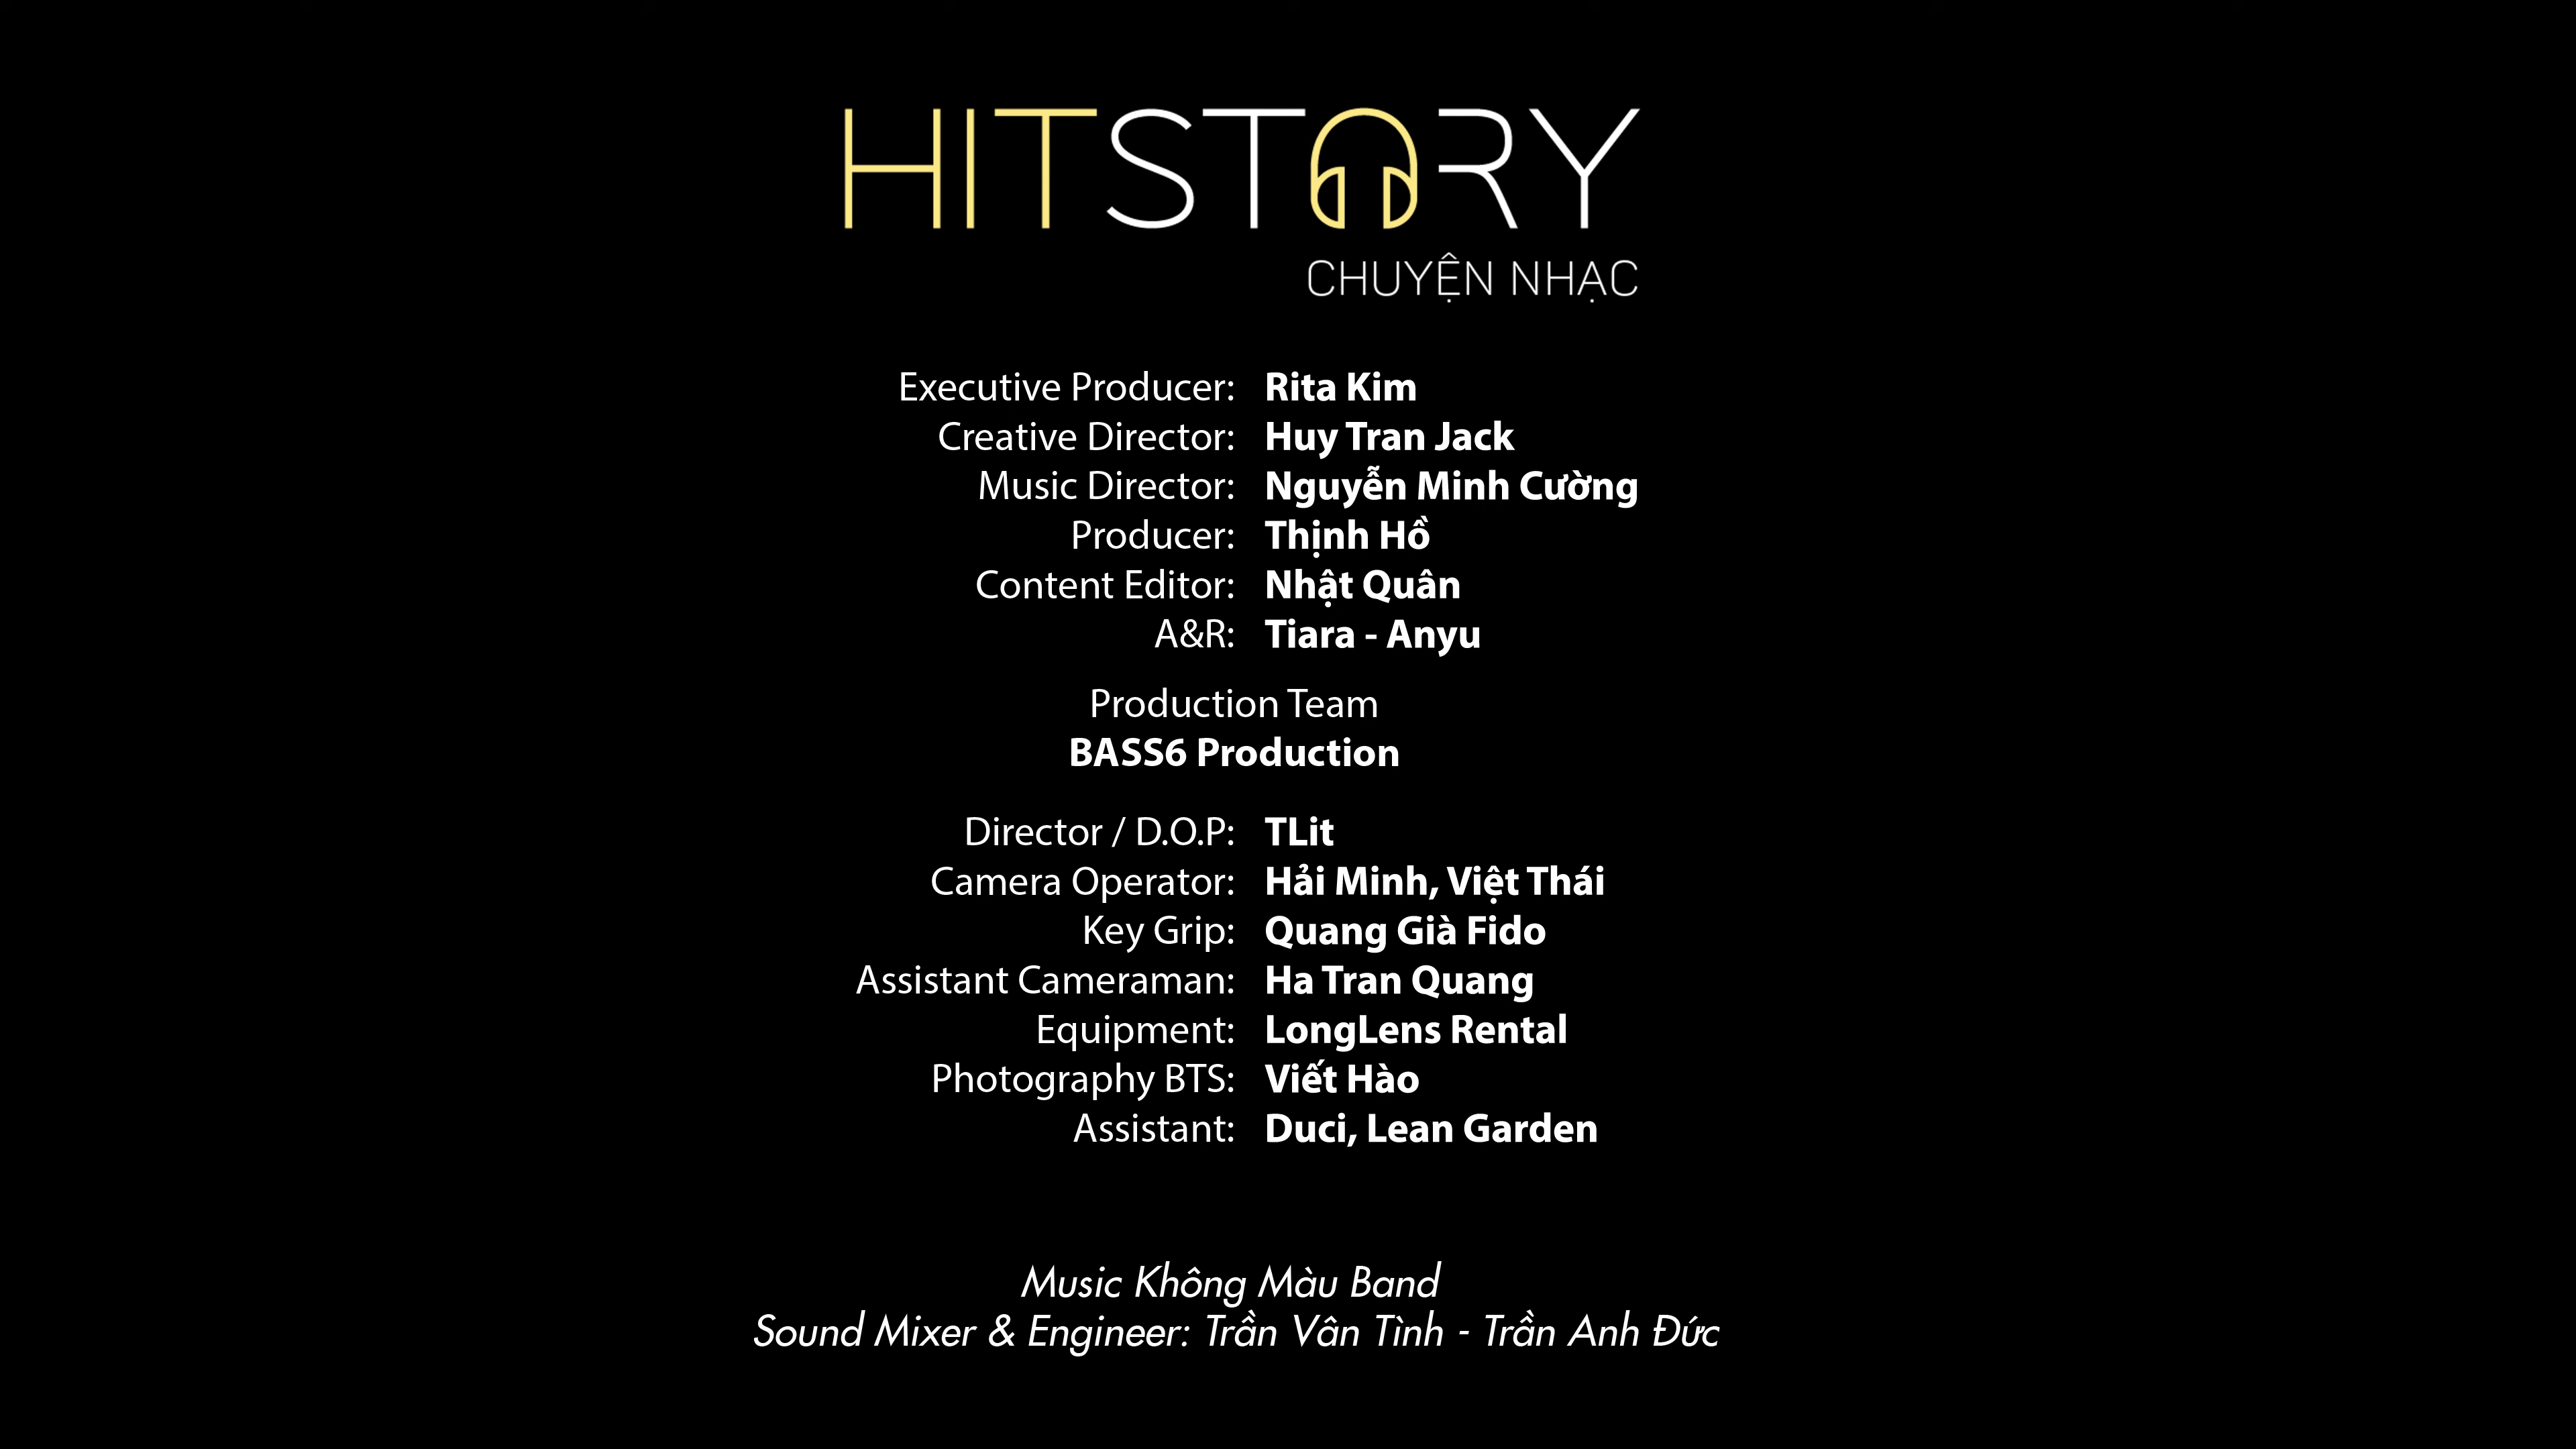 HITSTORY
CHUYỆN NHẠC
Executive Producer: Rita Kim
Creative Director: Huy Tran Jack
Music Director: Nguyễn Minh Cường
Producer: Thịnh Hồ
Content Editor: Nhật Quân
A&R: Tiara - Anyu
Production Team
BASS6 Production
Director / D.O.P: TLit
Camera Operator: Hải Minh, Việt Thái
Key Grip: Quang Già Fido
Assistant Cameraman: Ha Tran Quang
Equipment: LongLens Rental
Photography BTS: Viết Hào
Assistant: Duci, Lean Garden
Music Không Màu Band
Sound Mixer & Engineer: Trần Vân Tình - Trần Anh Đức